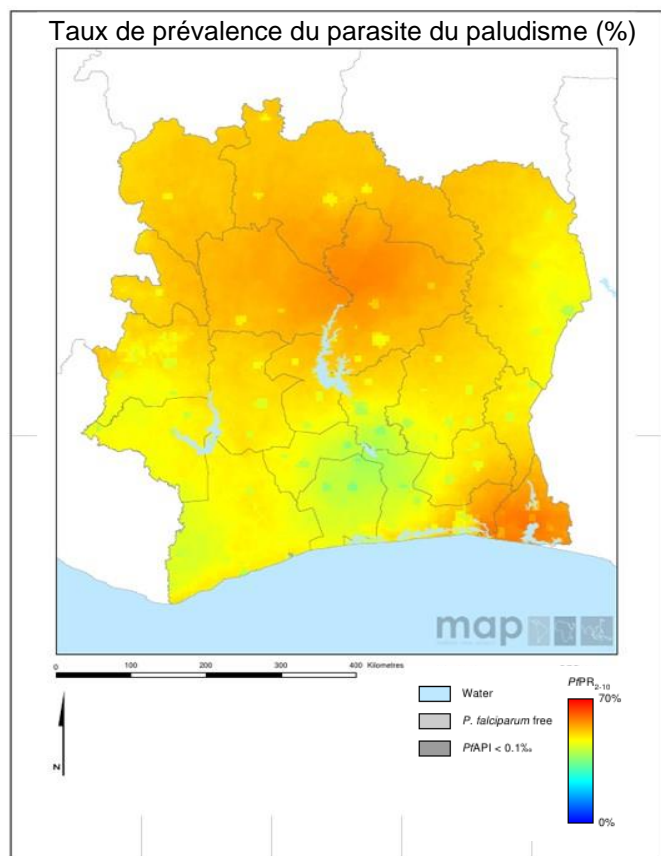 Taux de prévalence du parasite du paludisme (%)
map
0 100 200 300 400 Kilometres
N
Water
P. falciparum free
PfAPI < 0.1‰
PfPR2-10
70%
0%